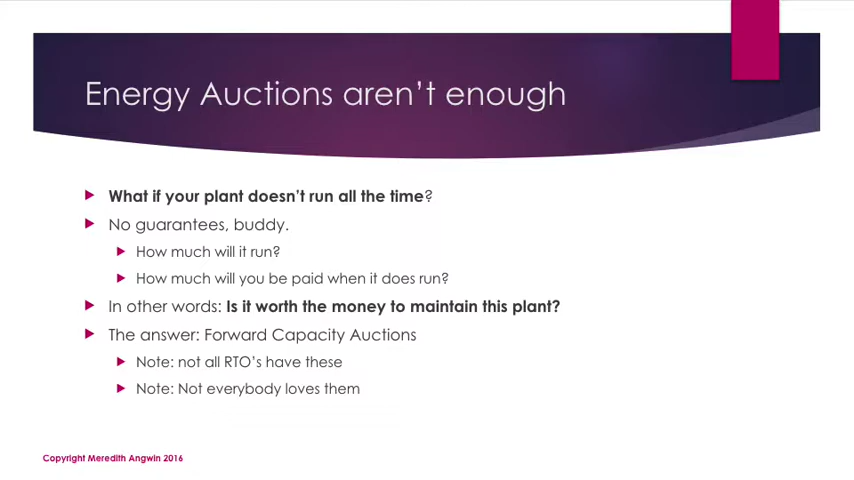 Energy Auctions aren’t enough
What if your plant doesn’t run all the time?
No guarantees, buddy.
How much will it run?
How much will you be paid when it does run?
In other words: Is it worth the money to maintain this plant?
The answer: Forward Capacity Auctions
Note: not all RTO’s have these
Note: Not everybody loves them
Copyright Meredith Angwin 2016